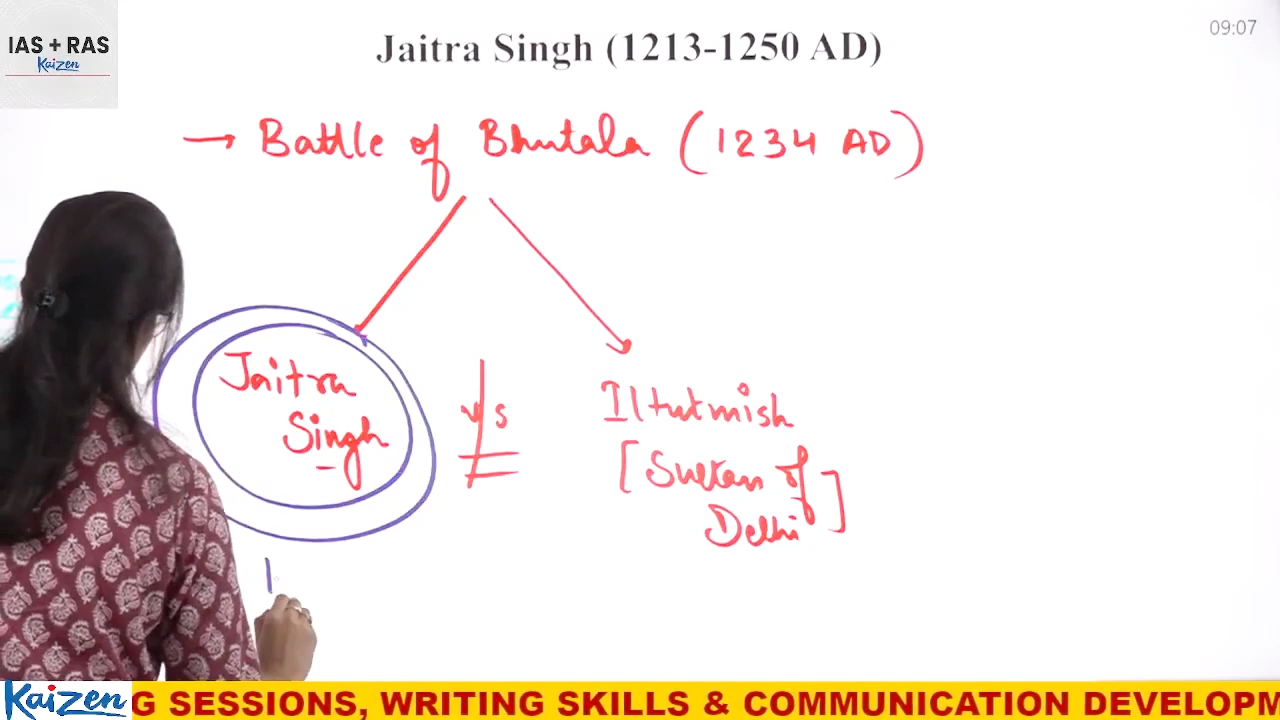 IAS + RAS
Kaizen
09:07
Jaitra Singh (1213-1250 AD)
→ Battle of Bhutala (1234 AD)
Jaitra
Singh
v/s
Iltutmish
[Sultan of
Delhi]
Kaizen
G SESSIONS, WRITING SKILLS & COMMUNICATION DEVELOPM